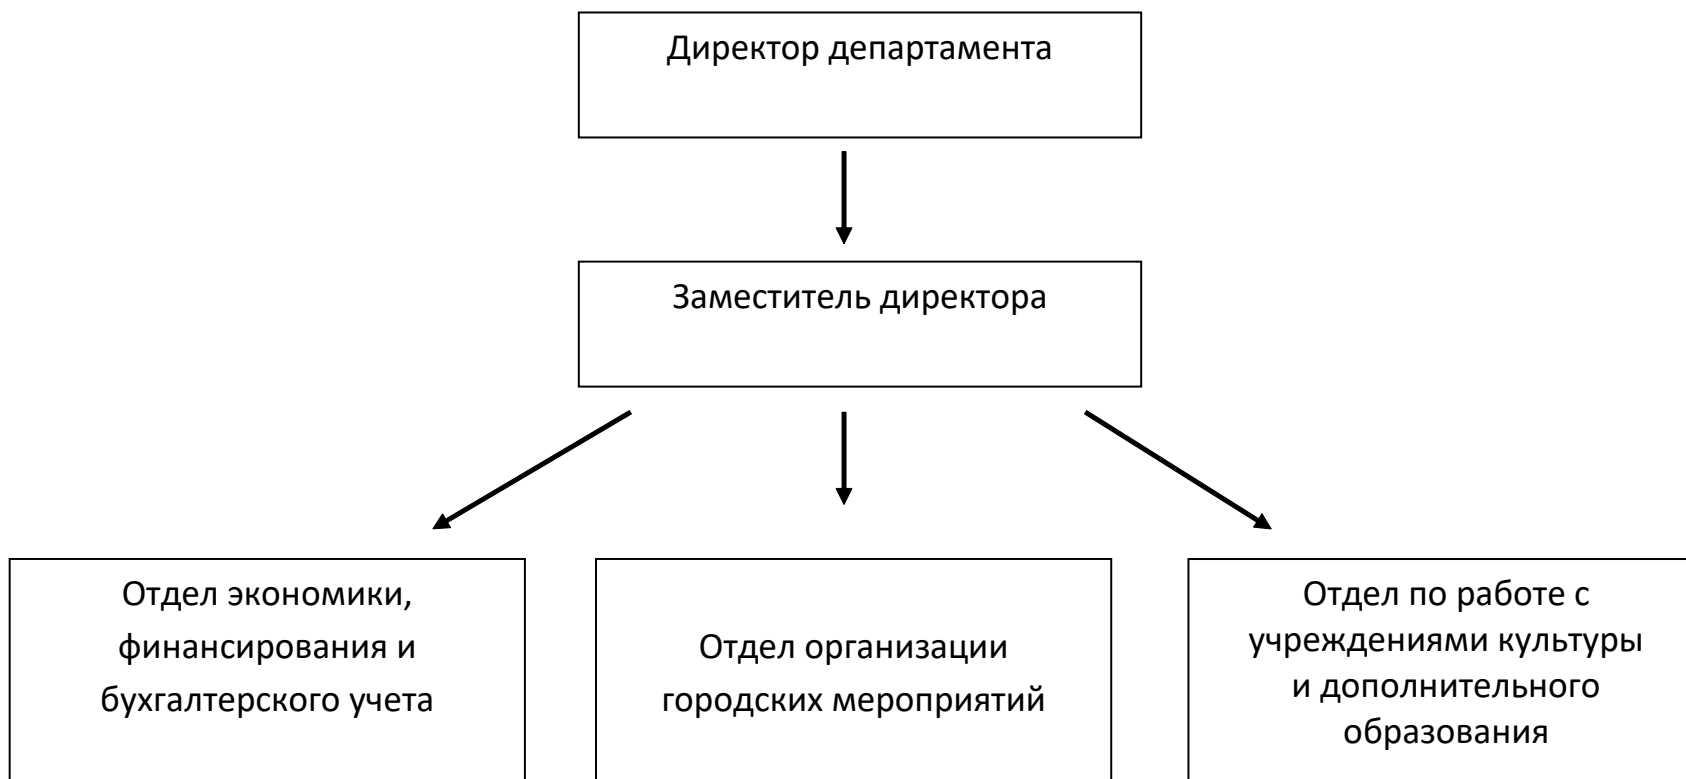 Директор департамента
Заместитель директора
Отдел экономики,
финансирования и
бухгалтерского учета
Отдел организации
городских мероприятий
Отдел по работе с
учреждениями культуры
и дополнительного
образования